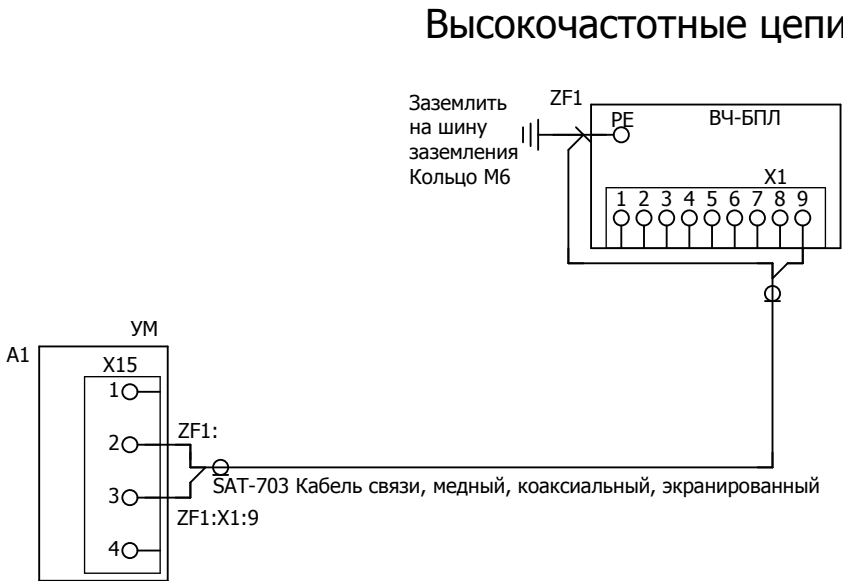 Высокочастотные цепи
Заземлить
на шину
заземления
Кольцо М6
ZF1
PE
ВЧ-БПЛ
X1
1 2 3 4 5 6 7 8 9
УМ
A1
X15
1
2
ZF1:
SAT-703 Кабель связи, медный, коаксиальный, экранированный
3
ZF1:X1:9
4